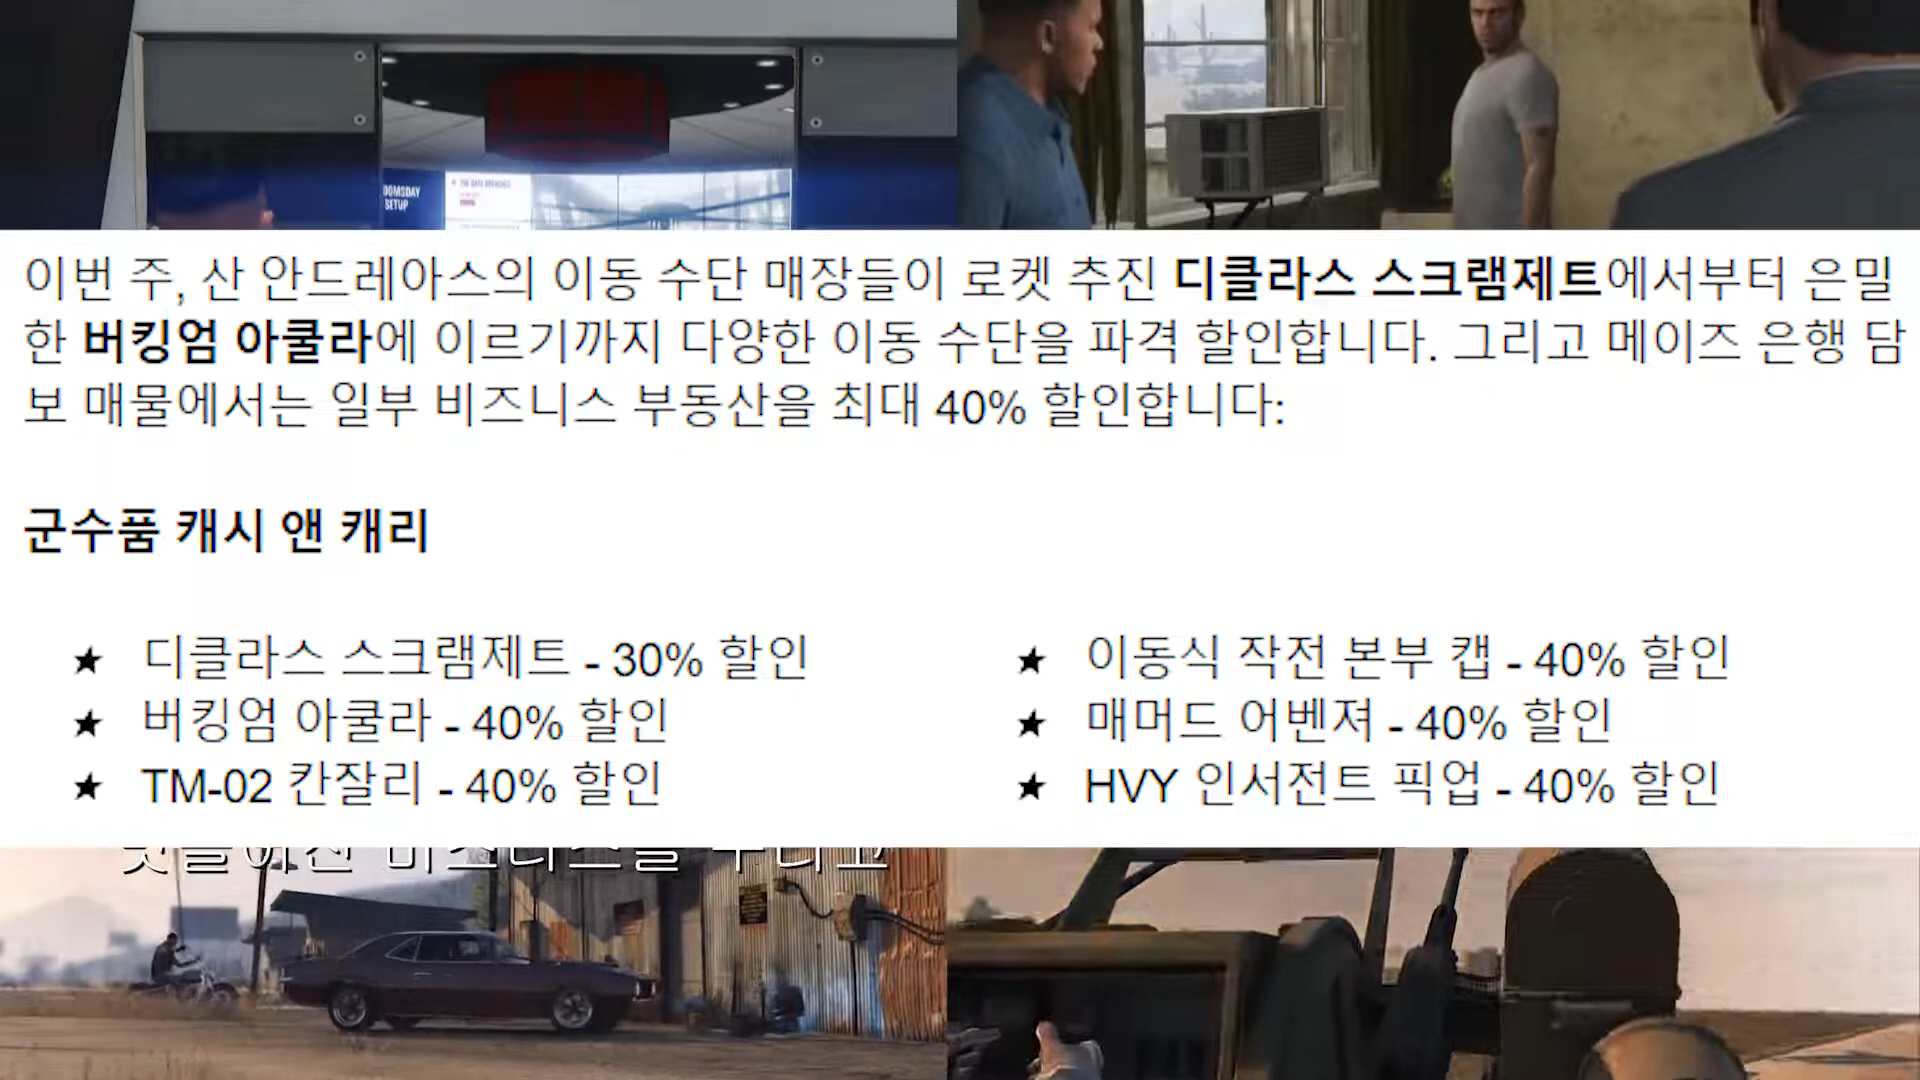 DOOMSDAY
SETUP
이번 주, 산 안드레아스의 이동 수단 매장들이 로켓 추진 디클라스 스크램제트에서부터 은밀
한 버킹엄 아쿨라에 이르기까지 다양한 이동 수단을 파격 할인합니다. 그리고 메이즈 은행 담
보 매물에서는 일부 비즈니스 부동산을 최대 40% 할인합니다:
군수품 캐시 앤 캐리
★ 디클라스 스크램제트 - 30% 할인
★ 버킹엄 아쿨라 - 40% 할인
★ TM-02 칸잘리 - 40% 할인
★ 이동식 작전 본부 캡 - 40% 할인
★ 매머드 어벤져 - 40% 할인
★ HVY 인서전트 픽업 - 40% 할인